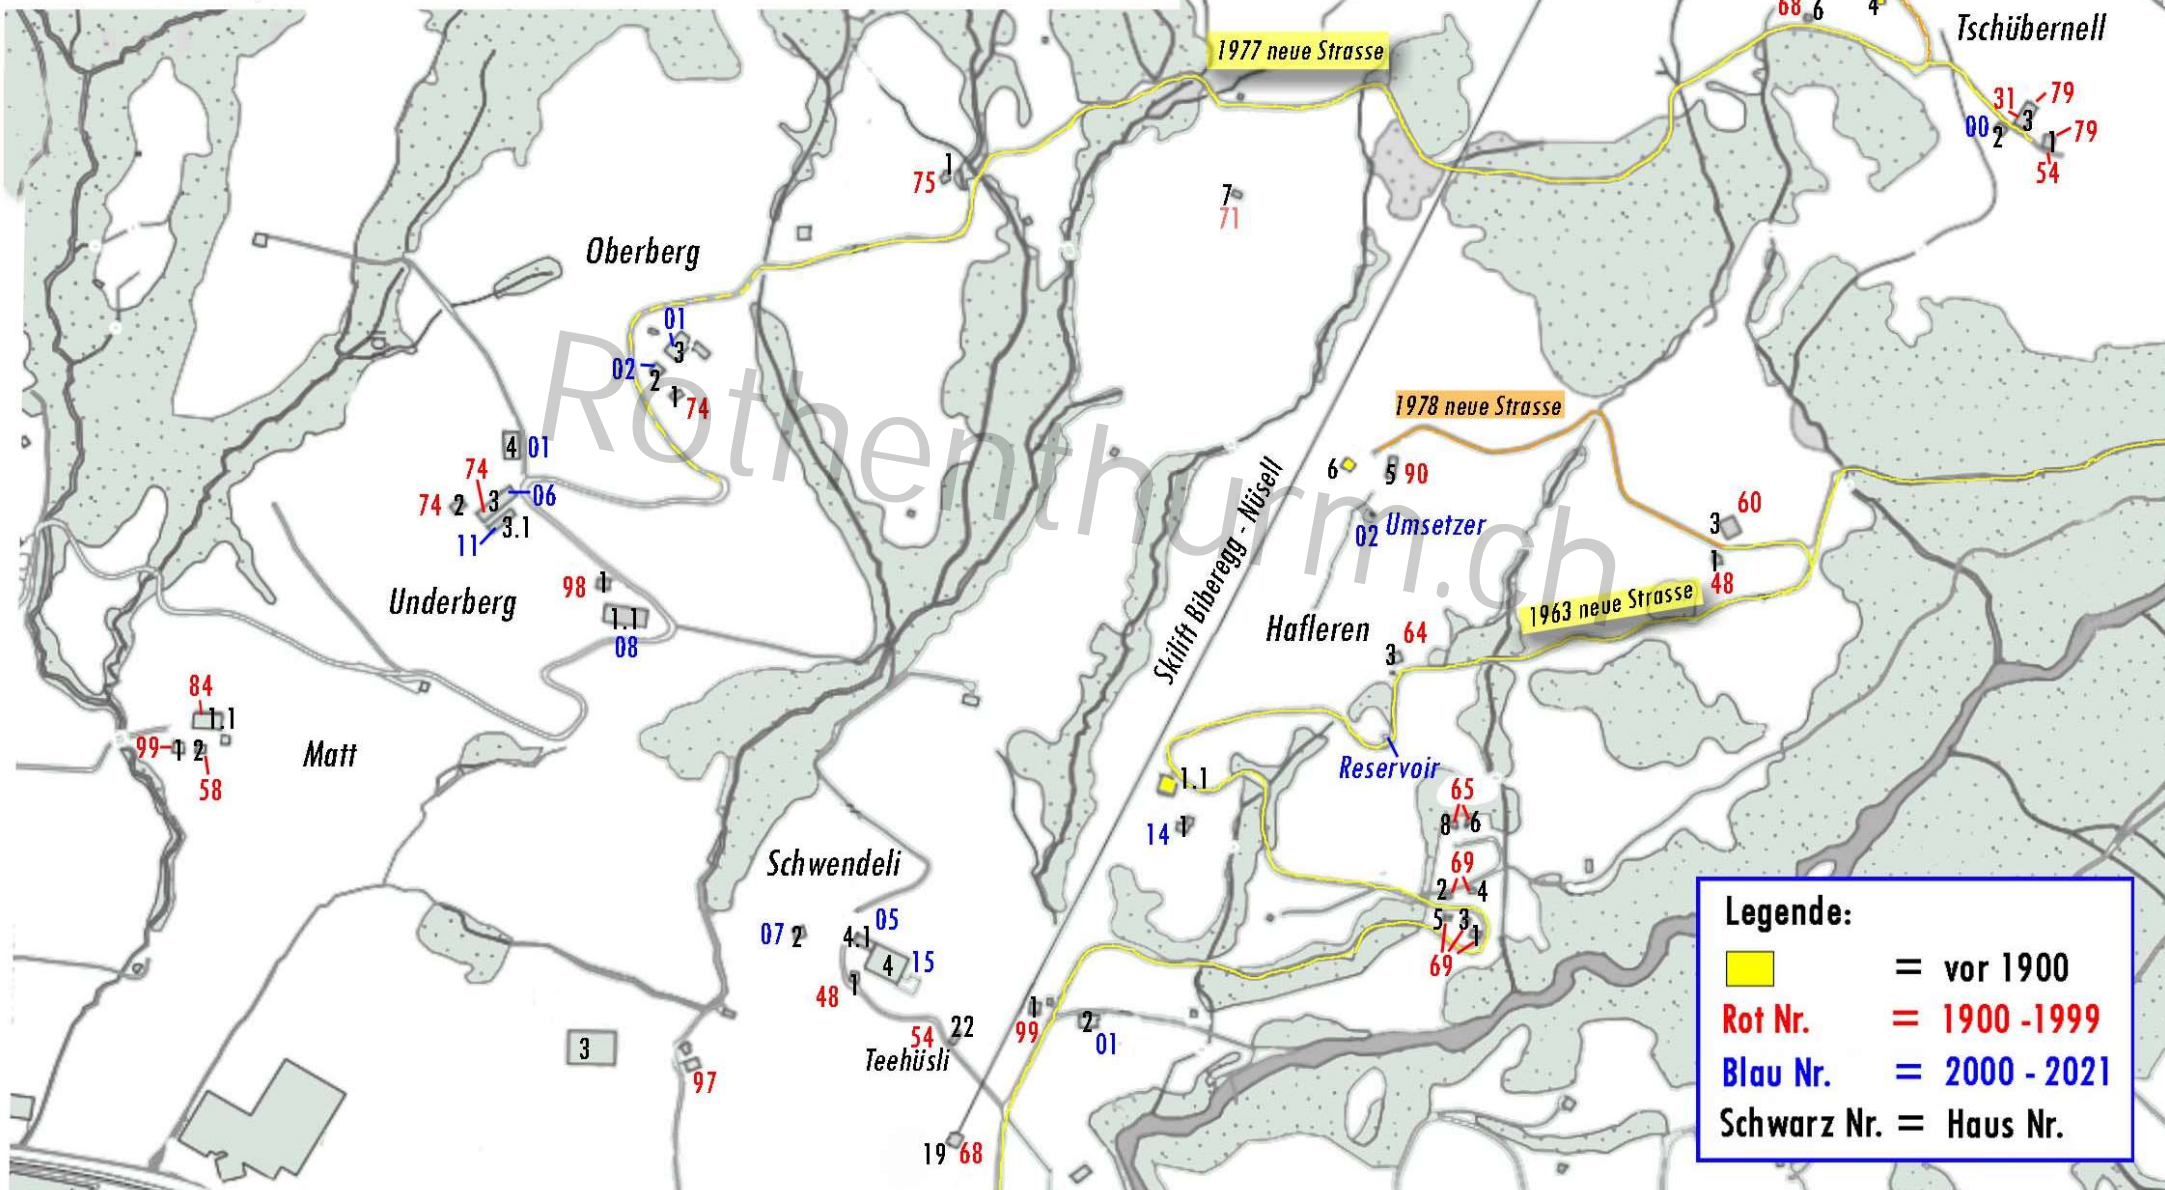 68 6 4
Tschübernell
1977 neue Strasse
31 79
3
00 2 1 79
54
1
75
7
71
Oberberg
01
3
02
2
1
74
1978 neue Strasse
4 01
74
3 06
74 2
3.1
11
6
5 90
02 Umsetzer
60
3
1
48
Rothenthurm.ch
Skilift Biberegg - Nüsell
98 1
Underberg
1.1
08
1963 neue Strasse
Hafleren
64
3
84
1.1
99 1 2
58
Matt
Reservoir
1.1
14 1
65
8 6
69
2 4
5 3 1
69
Schwendeli
07 2
05
4.1
4 15
48 1
22
54
Teehüsli
1
99
2
01
3
97
19 68
Legende:
= vor 1900
Rot Nr. = 1900 -1999
Blau Nr. = 2000 - 2021
Schwarz Nr. = Haus Nr.